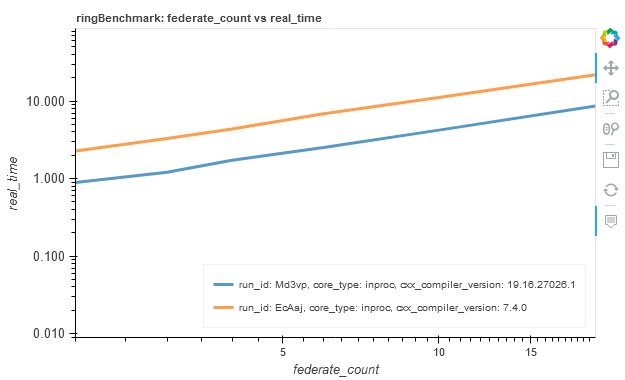 ringBenchmark: federate_count vs real_time
10.000
1.000
0.100
0.010
real_time
run_id: Md3vp, core_type: inproc, cxx_compiler_version: 19.16.27026.1
run_id: EcAaj, core_type: inproc, cxx_compiler_version: 7.4.0
5
10
15
federate_count